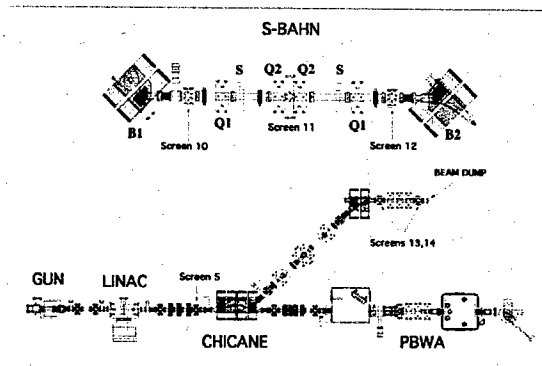 S-BAHN
S Q2 Q2 S
B1 Q1 Q1 B2
Screen 10 Screen 11 Screen 12
BEAM DUMP
Screens 13,14
GUN LINAC Screen 5
CHICANE PBWA